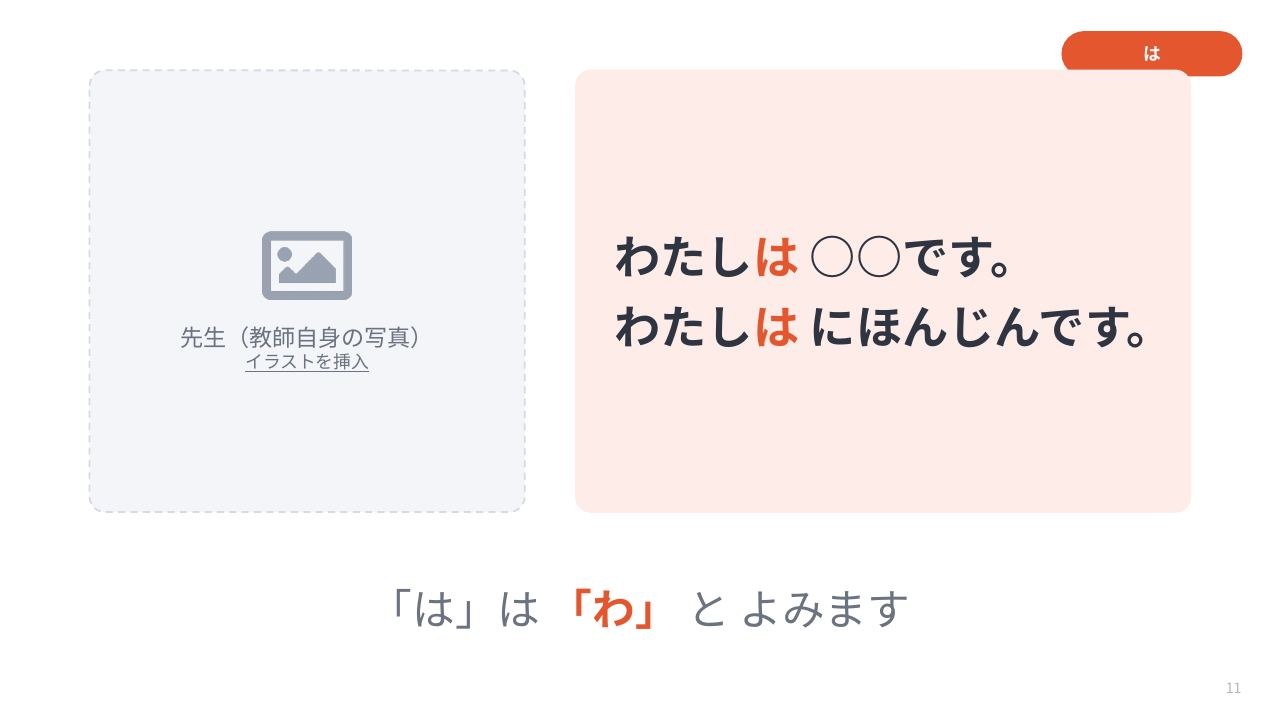 は
先生（教師自身の写真）
イラストを挿入
わたしは ○○です。
わたしは にほんじんです。
「は」は 「わ」 と よみます
11